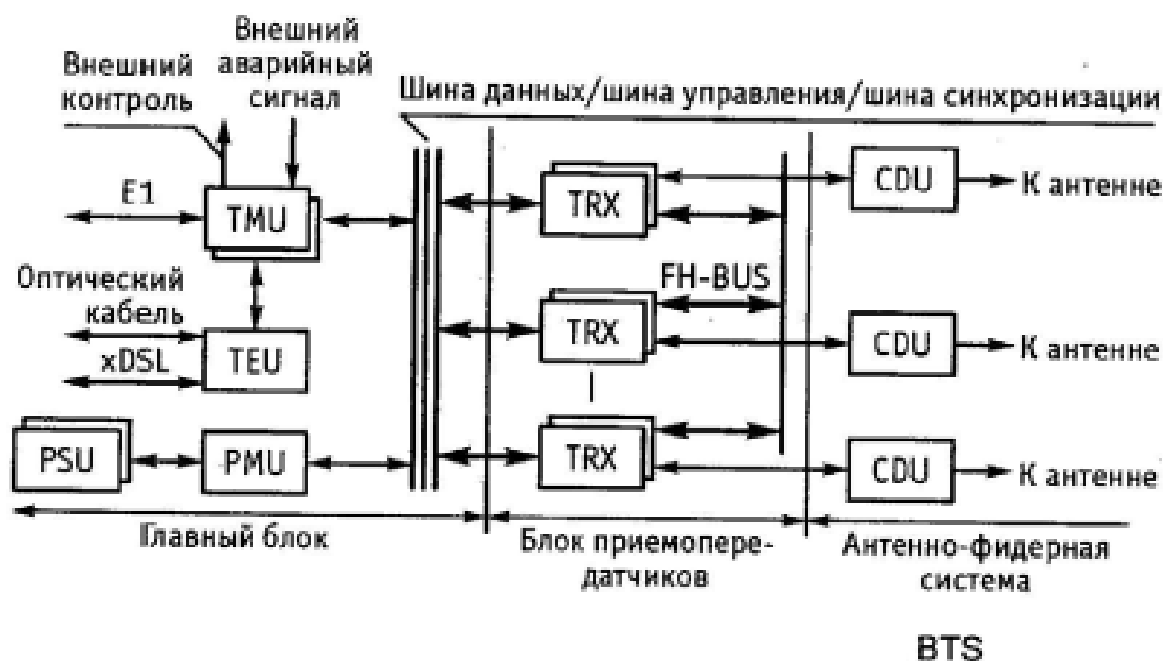 Внешний
аварийный
сигнал
Внешний
контроль
Шина данных/шина управления/шина синхронизации
E1
TMU
TRX
CDU
К антенне
Оптический
кабель
xDSL
TEU
FH-BUS
TRX
CDU
К антенне
PSU
PMU
TRX
CDU
К антенне
Главный блок
Блок приемопере-
датчиков
Антенно-фидерная
система
BTS